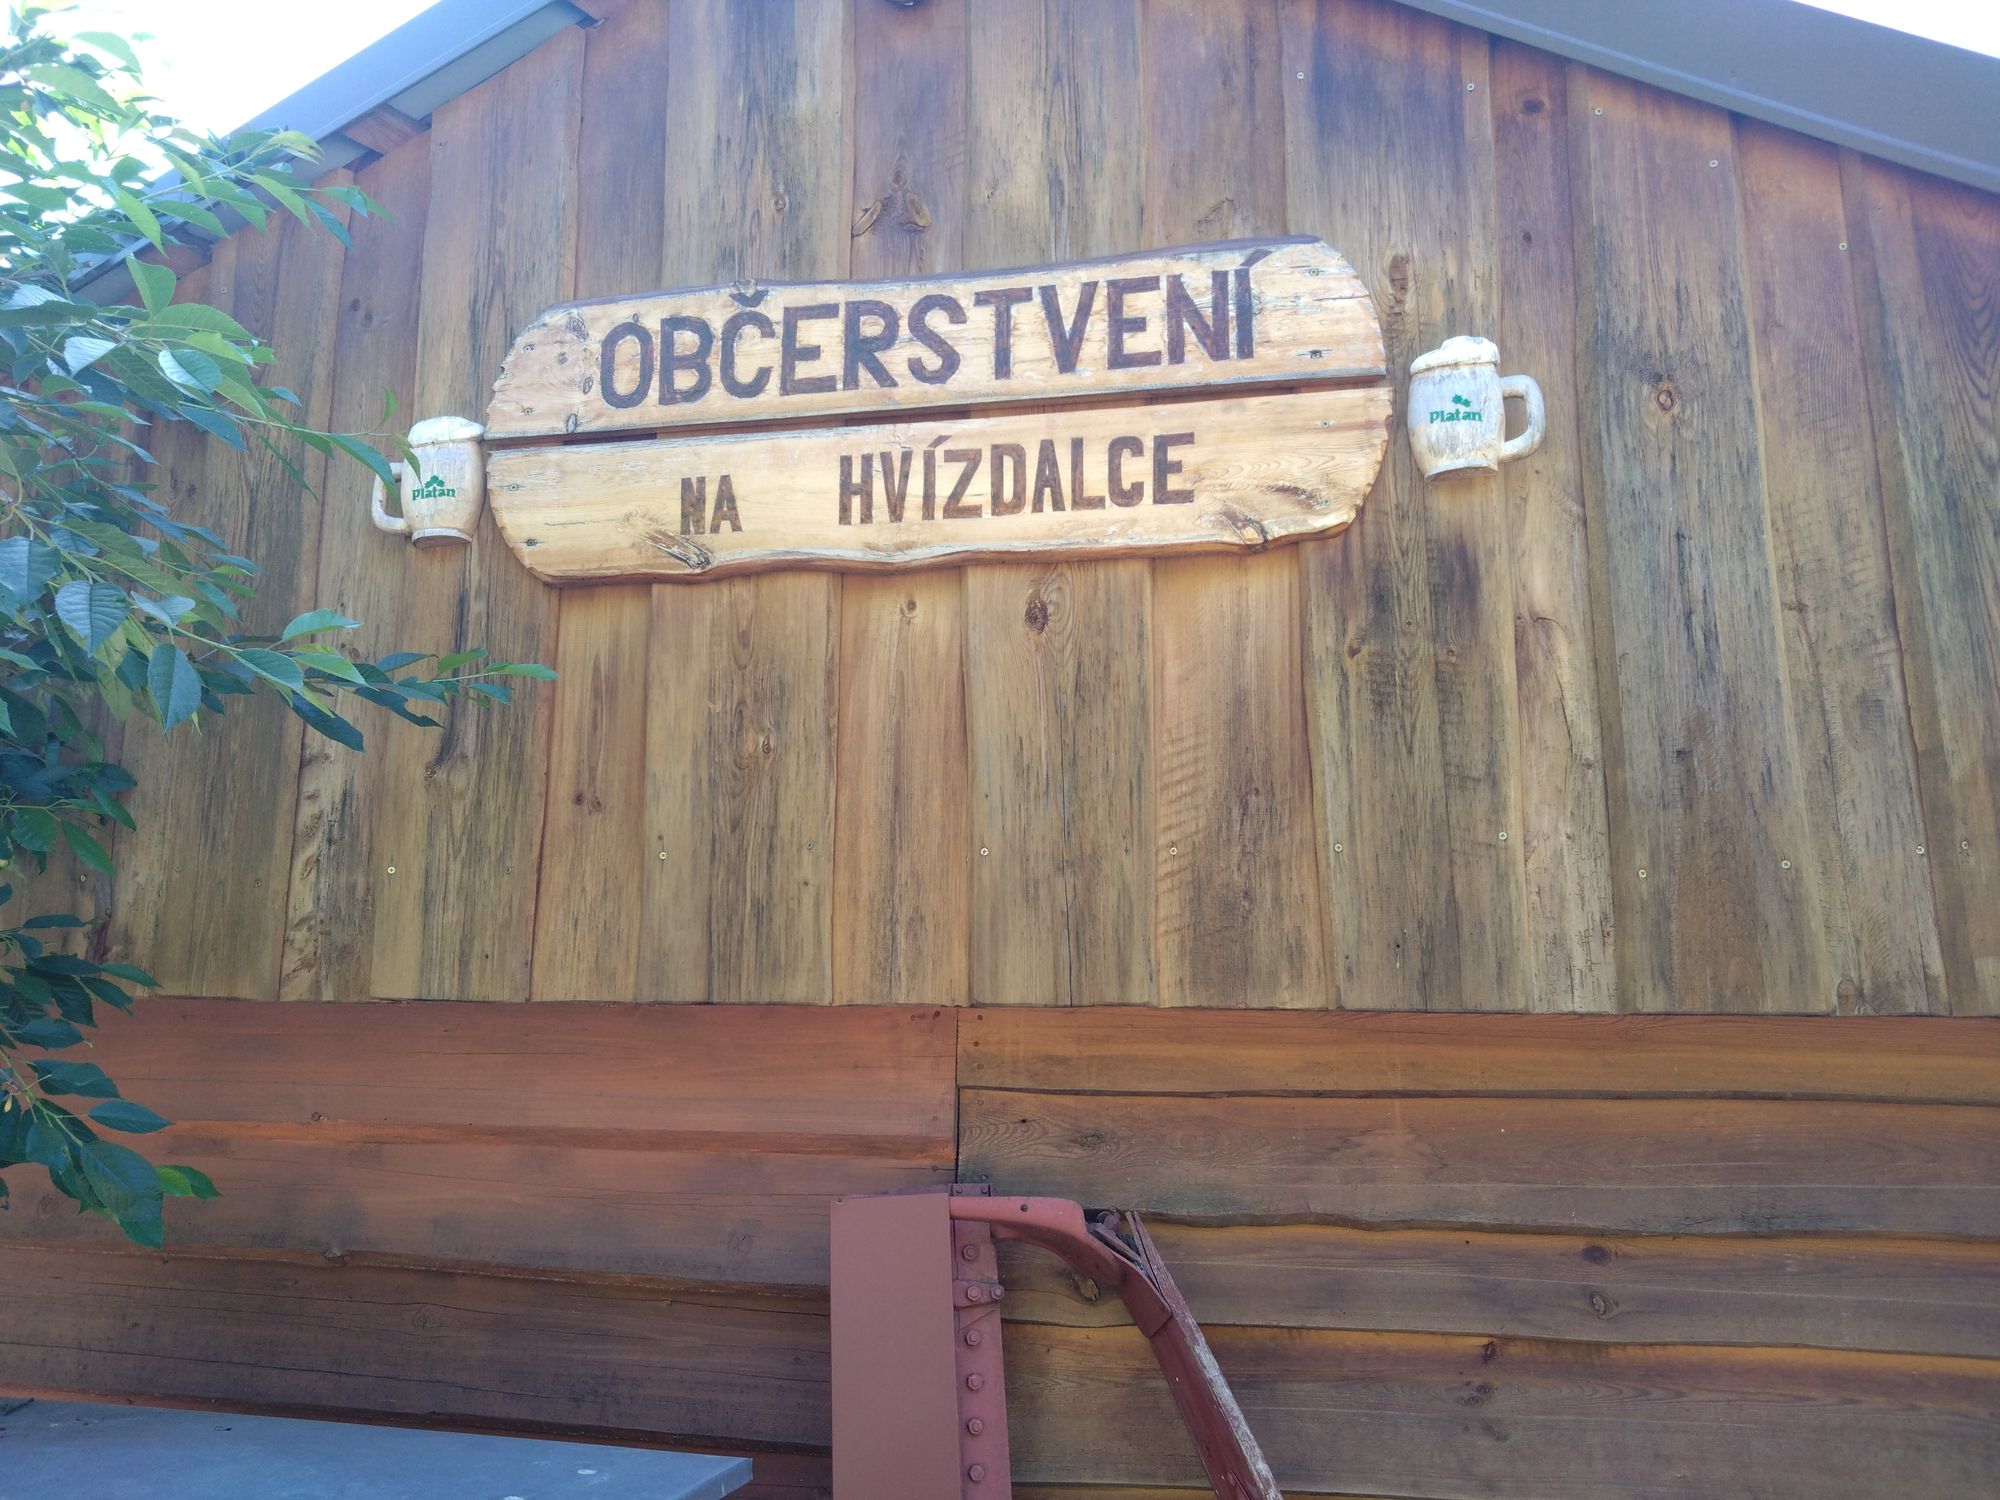 OBČERSTVENÍ
NA HVÍZDALCE
Platan
Platan